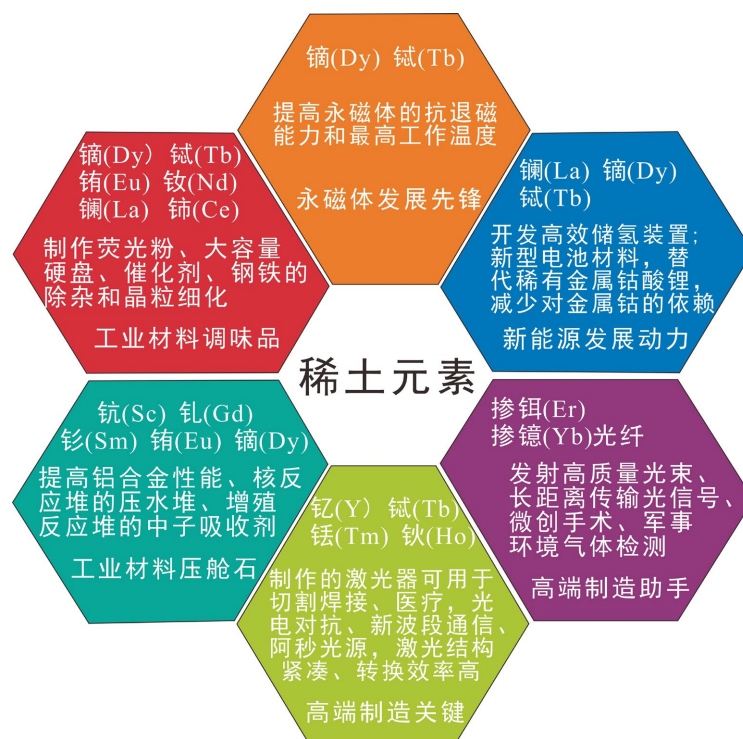 镝(Dy) 铽(Tb)
提高永磁体的抗退磁
能力和最高工作温度
永磁体发展先锋
镝(Dy) 铽(Tb)
铕(Eu) 钕(Nd)
镧(La) 铈(Ce)
制作荧光粉、大容量
硬盘、催化剂、钢铁的
除杂和晶粒细化
工业材料调味品
镧(La) 镝(Dy)
铽(Tb)
开发高效储氢装置;
新型电池材料，替
代稀有金属钴酸锂，
减少对金属钴的依赖
新能源发展动力
稀土元素
钪(Sc) 钆(Gd)
钐(Sm) 铕(Eu) 镝(Dy)
提高铝合金性能、核反
应堆的压水堆、增殖
反应堆的中子吸收剂
工业材料压舱石
掺铒(Er)
掺镱(Yb)光纤
发射高质量光束、
长距离传输光信号、
微创手术、军事
环境气体检测
高端制造助手
钇(Y) 铽(Tb)
铥(Tm) 钬(Ho)
制作的激光器可用于
切割焊接、医疗，光
电对抗、新波段通信、
阿秒光源，激光结构
紧凑、转换效率高
高端制造关键